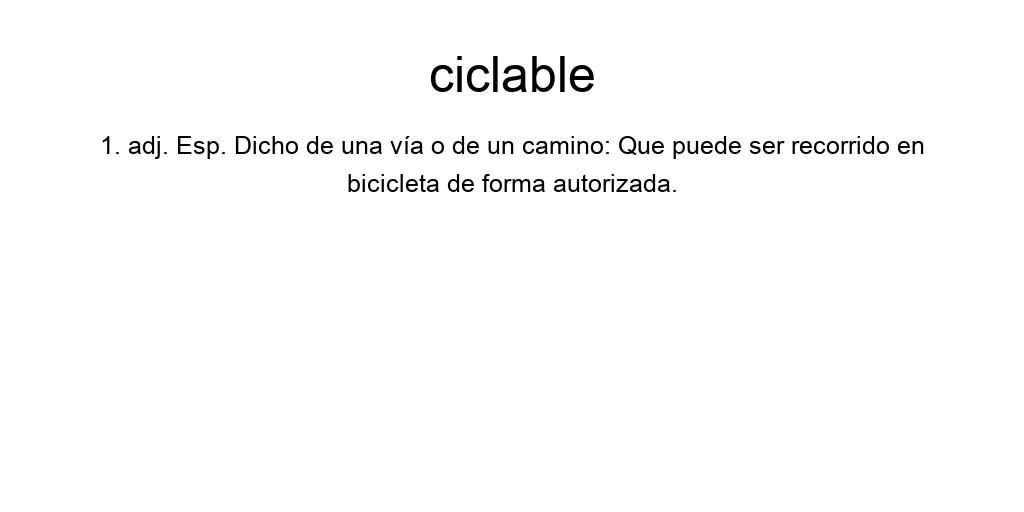 ciclable
1. adj. Esp. Dicho de una vía o de un camino: Que puede ser recorrido en
bicicleta de forma autorizada.